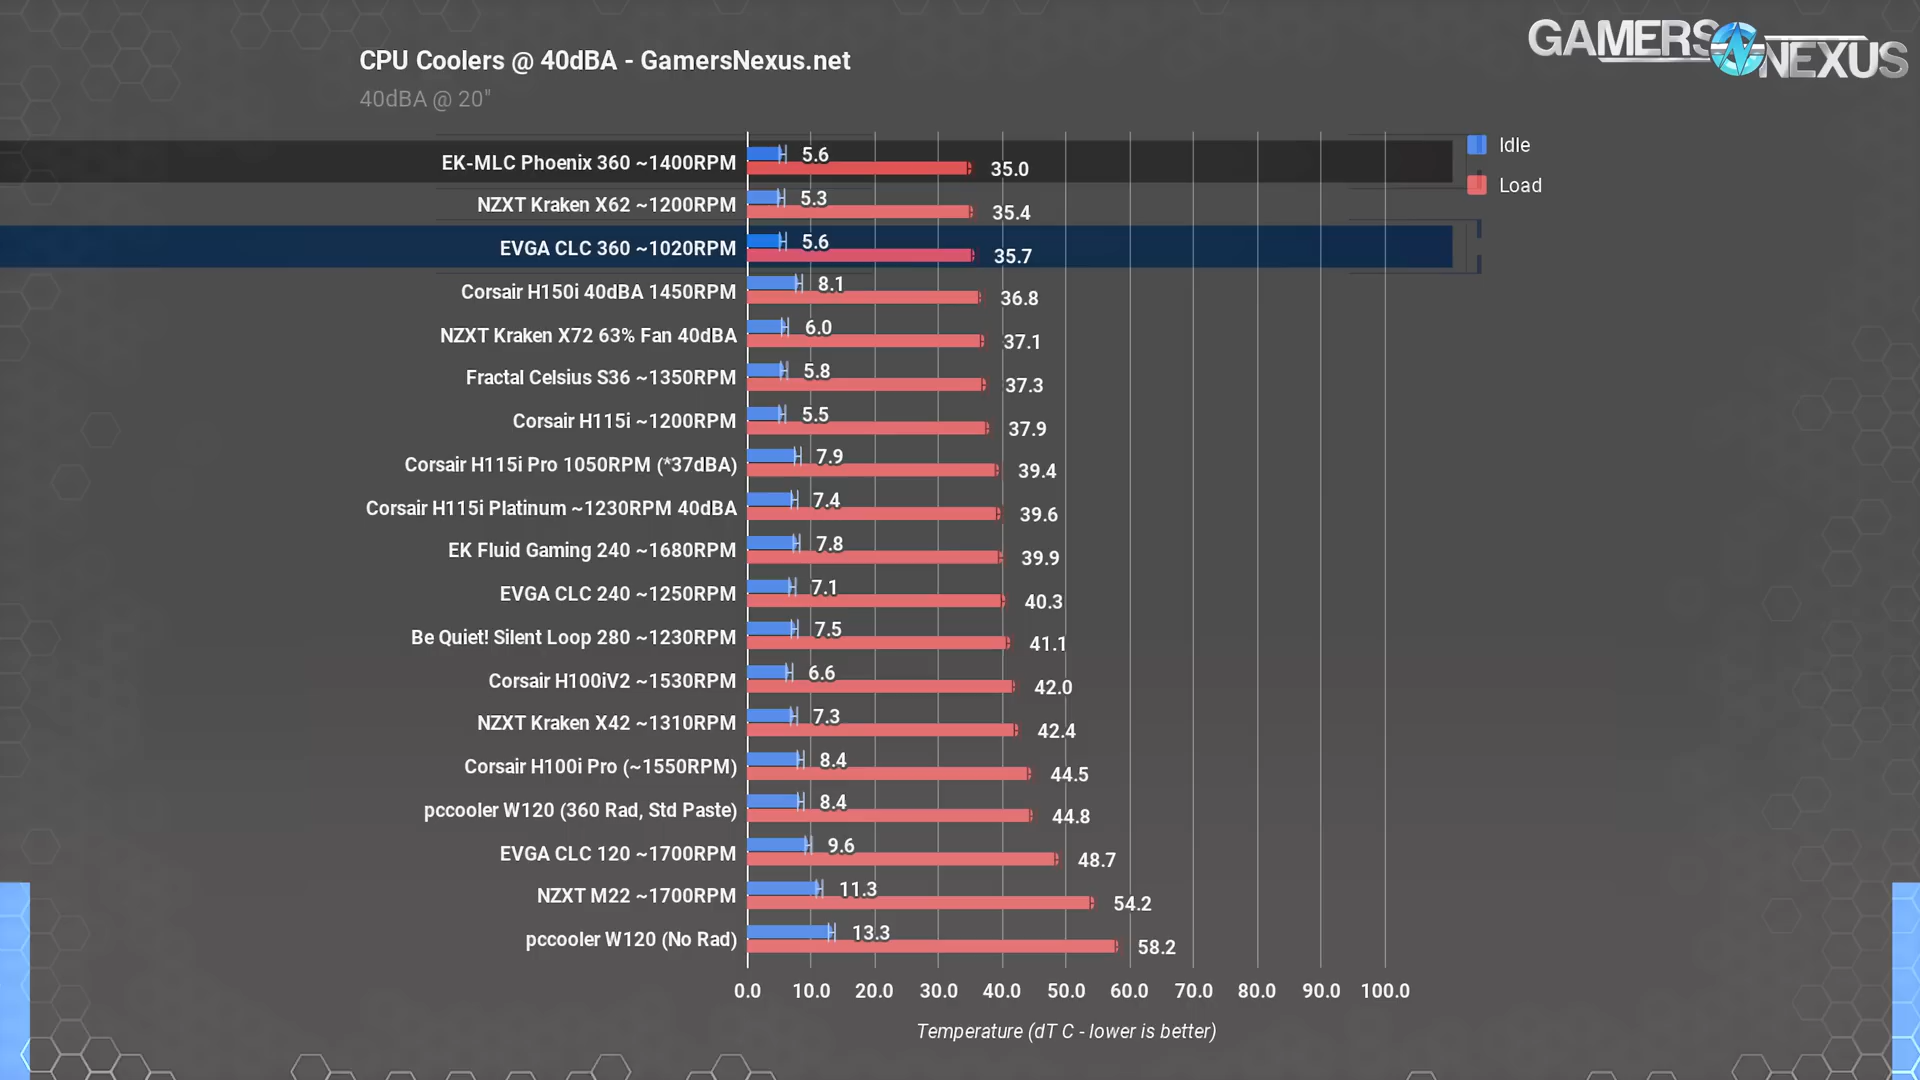 GAMERS NEXUS
CPU Coolers @ 40dBA - GamersNexus.net
40dBA @ 20"
Idle
Load
EK-MLC Phoenix 360 ~1400RPM 5.6 35.0
NZXT Kraken X62 ~1200RPM 5.3 35.4
EVGA CLC 360 ~1020RPM 5.6 35.7
Corsair H150i 40dBA 1450RPM 8.1 36.8
NZXT Kraken X72 63% Fan 40dBA 6.0 37.1
Fractal Celsius S36 ~1350RPM 5.8 37.3
Corsair H115i ~1200RPM 5.5 37.9
Corsair H115i Pro 1050RPM (*37dBA) 7.9 39.4
Corsair H115i Platinum ~1230RPM 40dBA 7.4 39.6
EK Fluid Gaming 240 ~1680RPM 7.8 39.9
EVGA CLC 240 ~1250RPM 7.1 40.3
Be Quiet! Silent Loop 280 ~1230RPM 7.5 41.1
Corsair H100iV2 ~1530RPM 6.6 42.0
NZXT Kraken X42 ~1310RPM 7.3 42.4
Corsair H100i Pro (~1550RPM) 8.4 44.5
pccooler W120 (360 Rad, Std Paste) 8.4 44.8
EVGA CLC 120 ~1700RPM 9.6 48.7
NZXT M22 ~1700RPM 11.3 54.2
pccooler W120 (No Rad) 13.3 58.2
0.0 10.0 20.0 30.0 40.0 50.0 60.0 70.0 80.0 90.0 100.0
Temperature (dT C - lower is better)